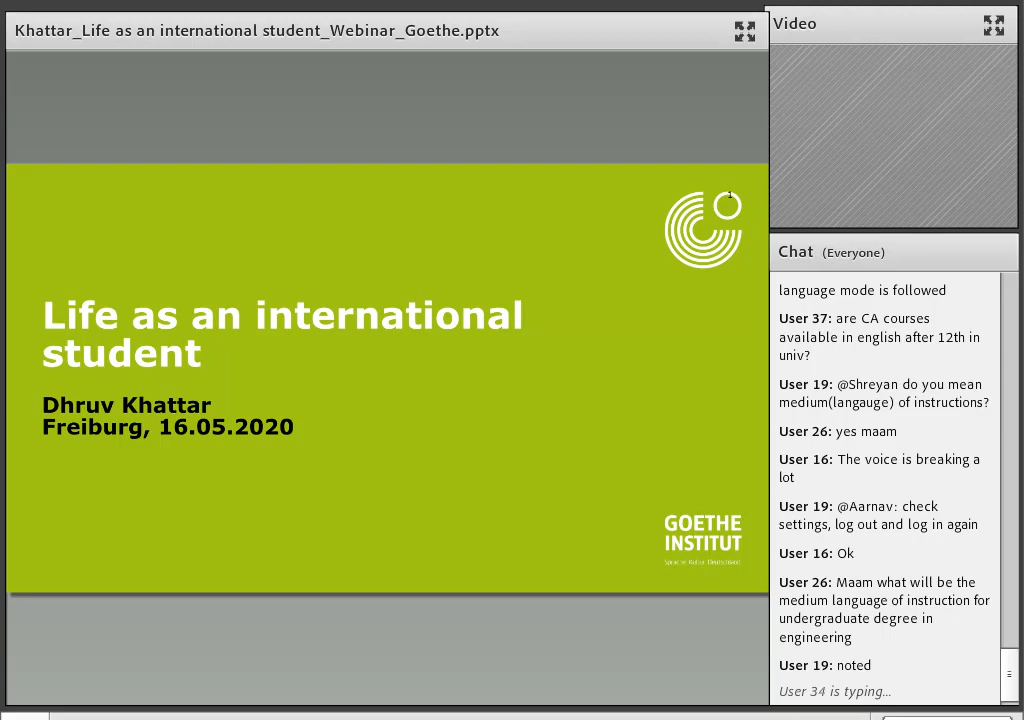 Khattar_Life as an international student_Webinar_Goethe.pptx
1
Life as an international
student
Dhruv Khattar
Freiburg, 16.05.2020
GOETHE
INSTITUT
Sprache. Kultur. Deutschland.
Video
Chat (Everyone)
language mode is followed
User 37: are CA courses
available in english after 12th in
univ?
User 19: @Shreyan do you mean
medium(langauge) of instructions?
User 26: yes maam
User 16: The voice is breaking a
lot
User 19: @Aarnav: check
settings, log out and log in again
User 16: Ok
User 26: Maam what will be the
medium language of instruction for
undergraduate degree in
engineering
User 19: noted
User 34 is typing...